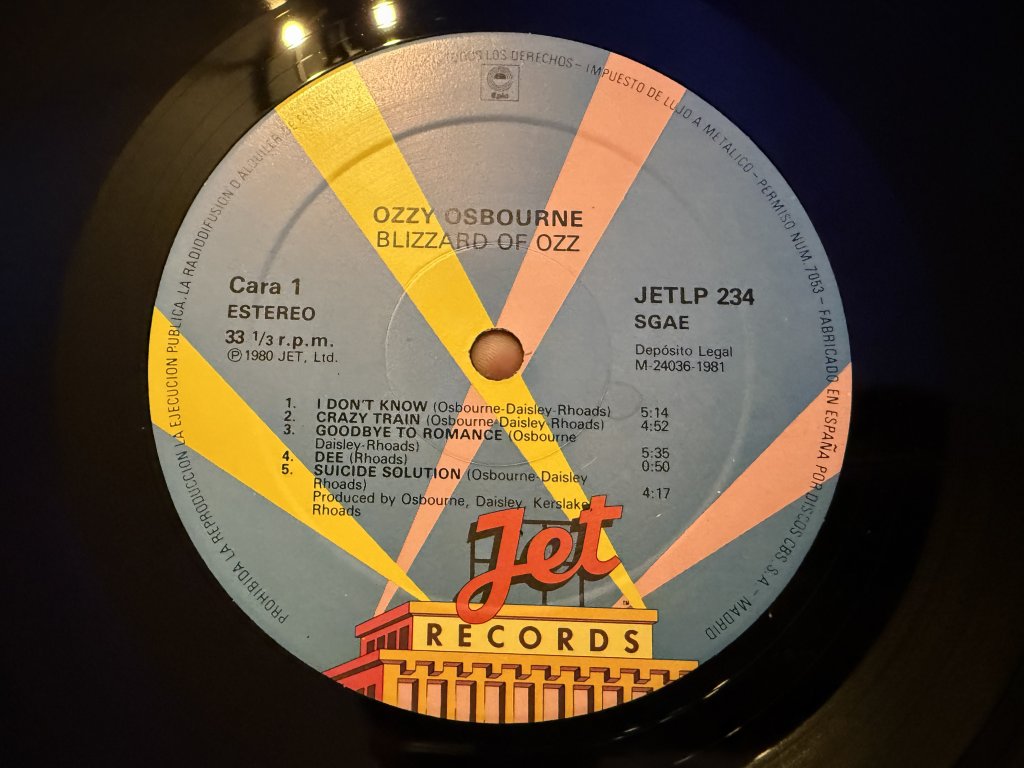 PROHIBIDA LA REPRODUCCION, LA EJECUCION PUBLICA, LA RADIODIFUSION O ALQUILER TODOS LOS DERECHOS - IMPUESTO DE LUJO A METALICO - PERMISO NUM. 7053 - FABRICADO EN ESPAÑA POR DISCOS CBS, S.A - MADRID
Epic
OZZY OSBOURNE
BLIZZARD OF OZZ
Cara 1
ESTEREO
33 1/3 r.p.m.
℗ 1980 JET, Ltd.
JETLP 234
SGAE
Depósito Legal
M-24036-1981
1. I DON'T KNOW (Osbourne-Daisley-Rhoads) 5:14
2. CRAZY TRAIN (Osbourne-Daisley-Rhoads) 4:52
3. GOODBYE TO ROMANCE (Osbourne
Daisley-Rhoads) 5:35
4. DEE (Rhoads) 0:50
5. SUICIDE SOLUTION (Osbourne-Daisley
Rhoads) 4:17
Produced by Osbourne, Daisley, Kerslake,
Rhoads
Jet
RECORDS
™